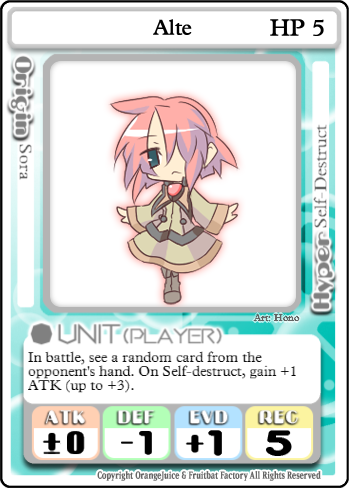 Alte HP 5
Origin Sora
Hyper Self-Destruct
Art: Hono
UNIT(PLAYER)
In battle, see a random card from the
opponent's hand. On Self-destruct, gain +1
ATK (up to +3).
ATK DEF EVD REC
±0 -1 +1 5
Copyright Orangejuice & Fruitbat Factory All Rights Reserved